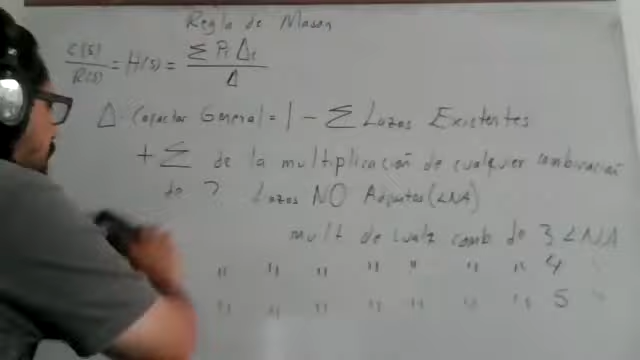 Regla de Mason
C(s)/R(s) = H(s) = Σ Pi Δi / Δ
Δ Cofactor General = 1 - Σ Lazos Existentes
+ Σ de la multiplicación de cualquier combinación
de 2 Lazos NO Adjuntos (LNA)
mult de cualq comb de 3 LNA
" " " " " " " 4 "
" " " " " " " 5 "